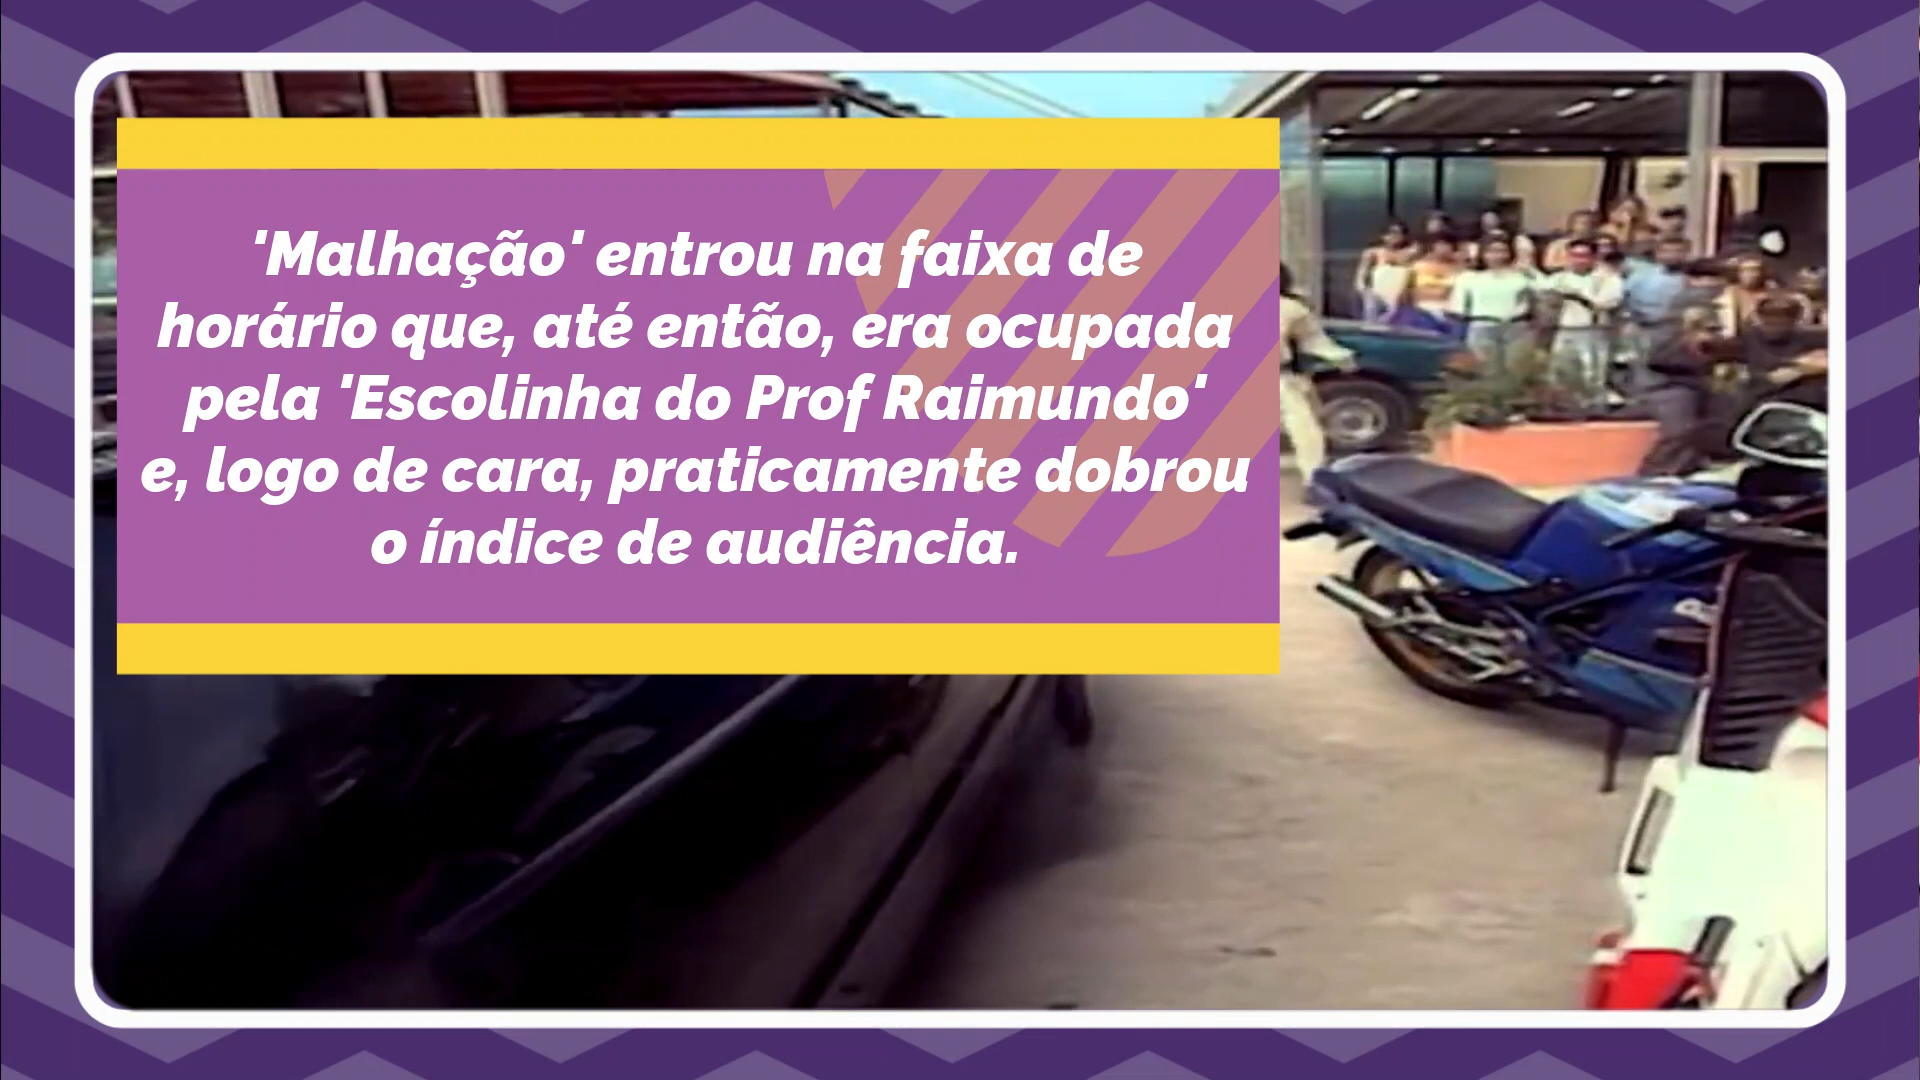 'Malhação' entrou na faixa de
horário que, até então, era ocupada
pela 'Escolinha do Prof Raimundo'
e, logo de cara, praticamente dobrou
o índice de audiência.